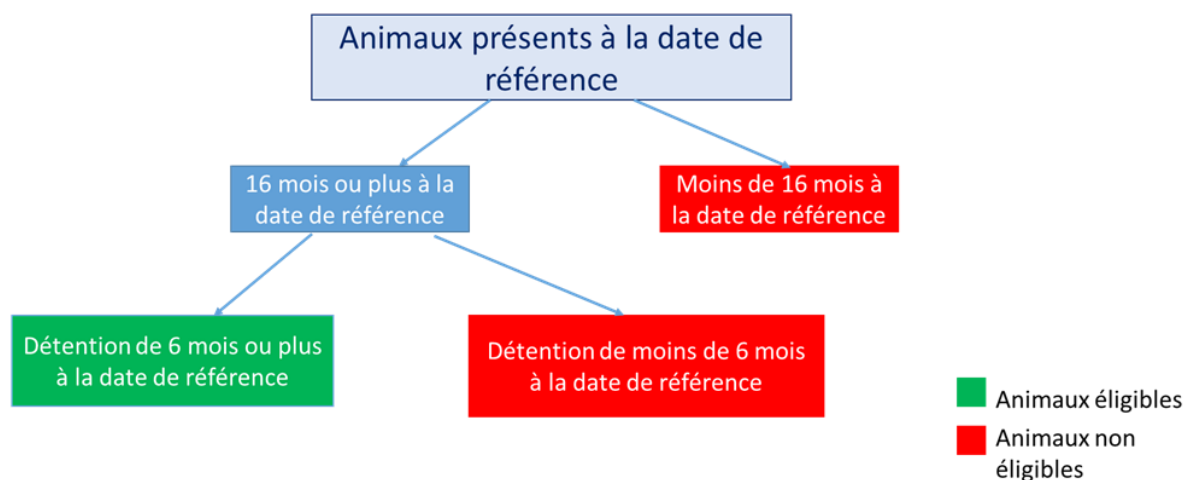 Animaux présents à la date de
référence
16 mois ou plus à la
date de référence
Moins de 16 mois à
la date de référence
Détention de 6 mois ou plus
à la date de référence
Détention de moins de 6 mois
à la date de référence
Animaux éligibles
Animaux non
éligibles